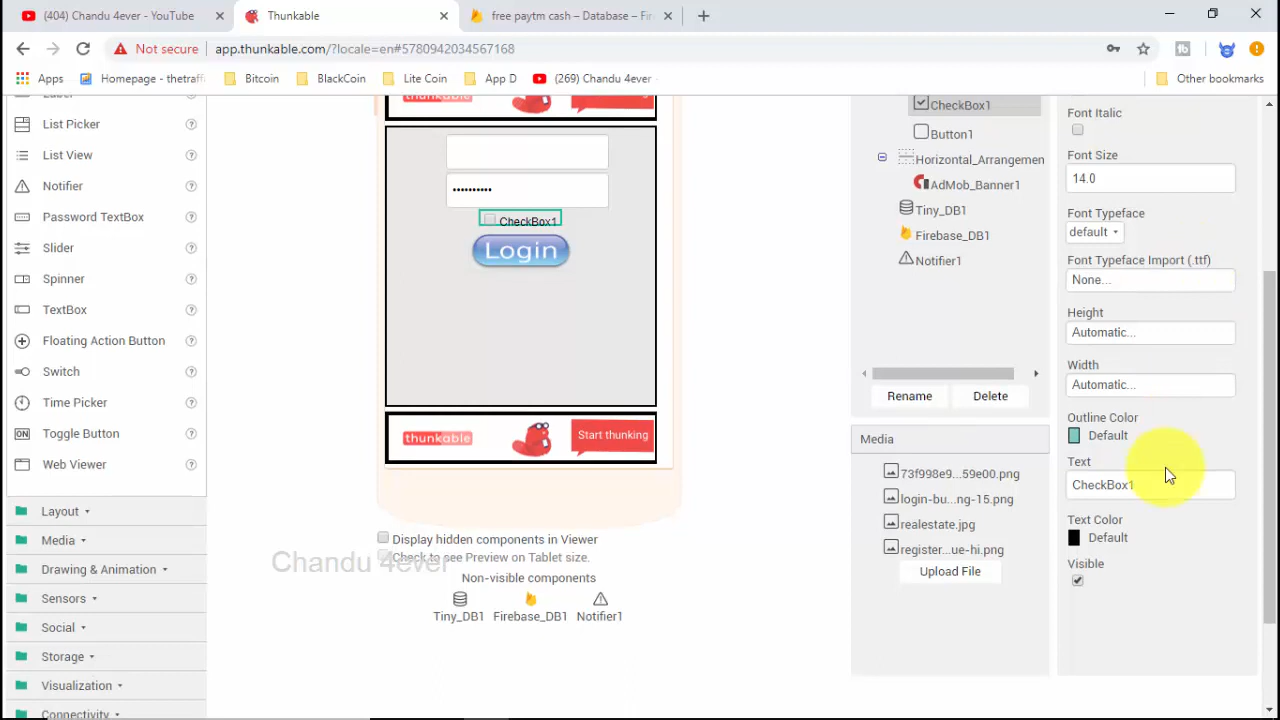 (404) Chandu 4ever - YouTube
Thunkable
free paytm cash – Database – Fir
Not secure
app.thunkable.com/?locale=en#5780942034567168
Apps
Homepage - thetraff
Bitcoin
BlackCoin
Lite Coin
App D
(269) Chandu 4ever
Other bookmarks
Label
List Picker
List View
Notifier
Password TextBox
Slider
Spinner
TextBox
Floating Action Button
Switch
Time Picker
Toggle Button
Web Viewer
Layout
Media
Drawing & Animation
Sensors
Social
Storage
Visualization
Connectivity
thunkable
••••••••••
CheckBox1
Login
thunkable
Start thunking
Display hidden components in Viewer
Check to see Preview on Tablet size.
Chandu 4ever
Non-visible components
Tiny_DB1
Firebase_DB1
Notifier1
CheckBox1
Button1
Horizontal_Arrangemen
AdMob_Banner1
Tiny_DB1
Firebase_DB1
Notifier1
Rename
Delete
Media
73f998e9...59e00.png
login-bu...ng-15.png
realestate.jpg
register...ue-hi.png
Upload File
Font Italic
Font Size
14.0
Font Typeface
default
Font Typeface Import (.ttf)
None...
Height
Automatic...
Width
Automatic...
Outline Color
Default
Text
CheckBox1
Text Color
Default
Visible